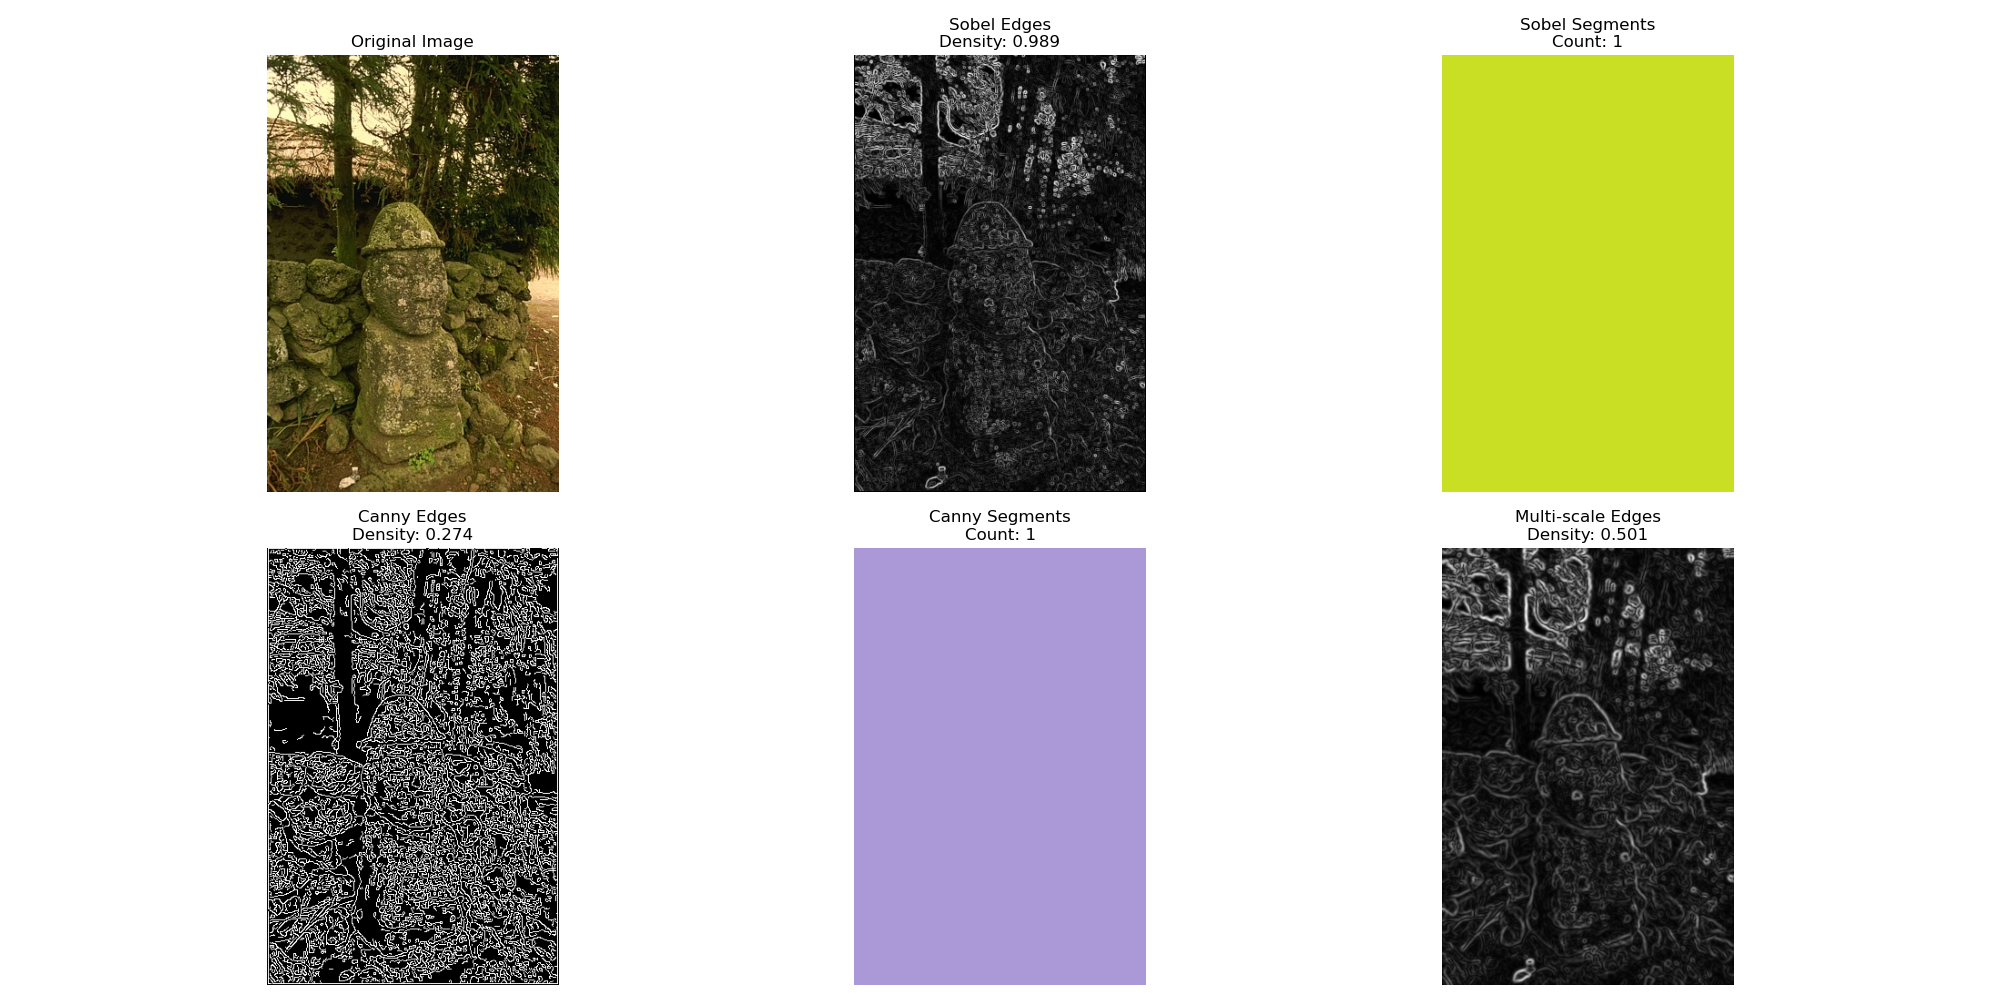 Original Image
Sobel Edges
Density: 0.989
Sobel Segments
Count: 1
Canny Edges
Density: 0.274
Canny Segments
Count: 1
Multi-scale Edges
Density: 0.501